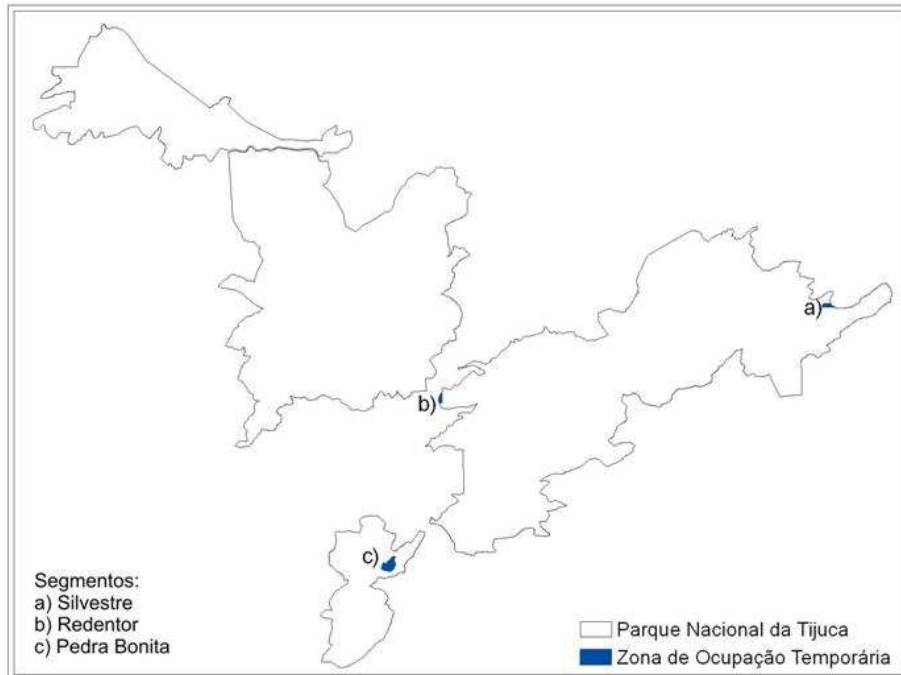 a)
b)
c)
Segmentos:
a) Silvestre
b) Redentor
c) Pedra Bonita
Parque Nacional da Tijuca
Zona de Ocupação Temporária